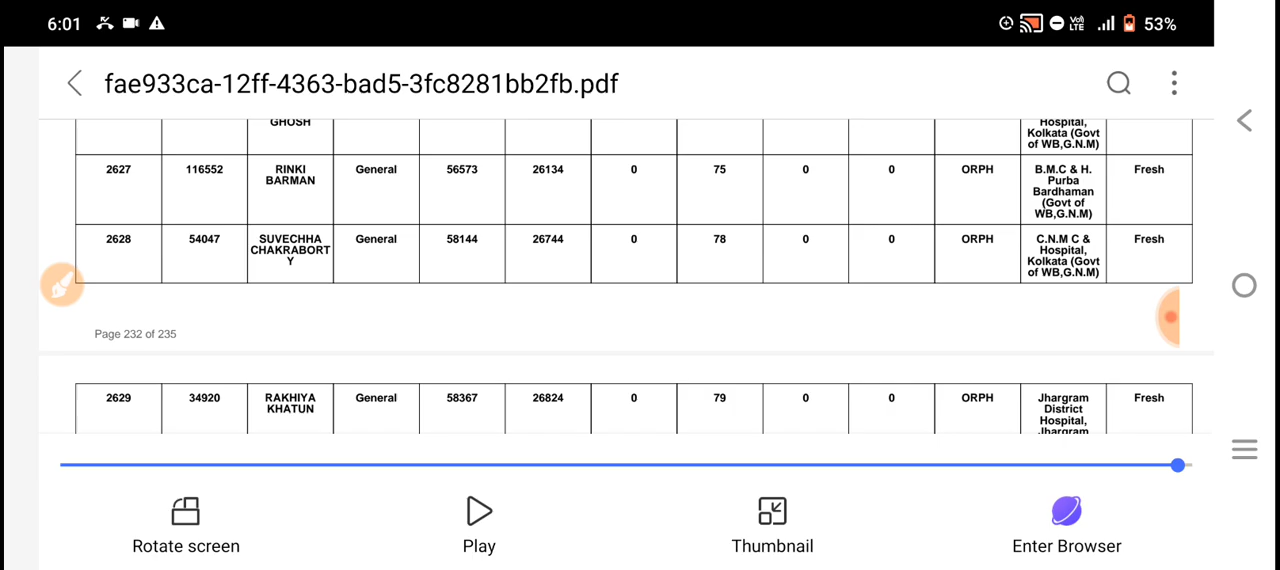 6:01 53%
fae933ca-12ff-4363-bad5-3fc8281bb2fb.pdf
GHOSH Hospital,
Kolkata (Govt
of WB,G.N.M)
2627 116552 RINKI General 56573 26134 0 75 0 0 ORPH B.M.C & H. Fresh
BARMAN Purba
Bardhaman
(Govt of
WB,G.N.M)
2628 54047 SUVECHHA General 58144 26744 0 78 0 0 ORPH C.N.M C & Fresh
CHAKRABORT Hospital,
Y Kolkata (Govt
of WB,G.N.M)
Page 232 of 235
2629 34920 RAKHIYA General 58367 26824 0 79 0 0 ORPH Jhargram Fresh
KHATUN District
Hospital,
Jhargram
Rotate screen Play Thumbnail Enter Browser